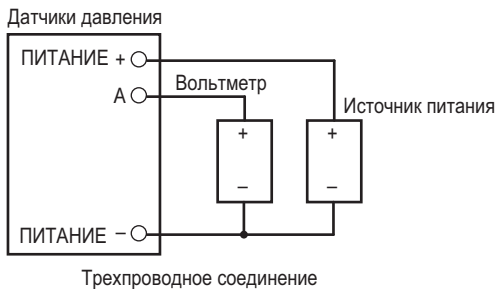 Датчики давления
ПИТАНИЕ +
Вольтметр
А
Источник питания
+ +
– –
ПИТАНИЕ –
Трехпроводное соединение